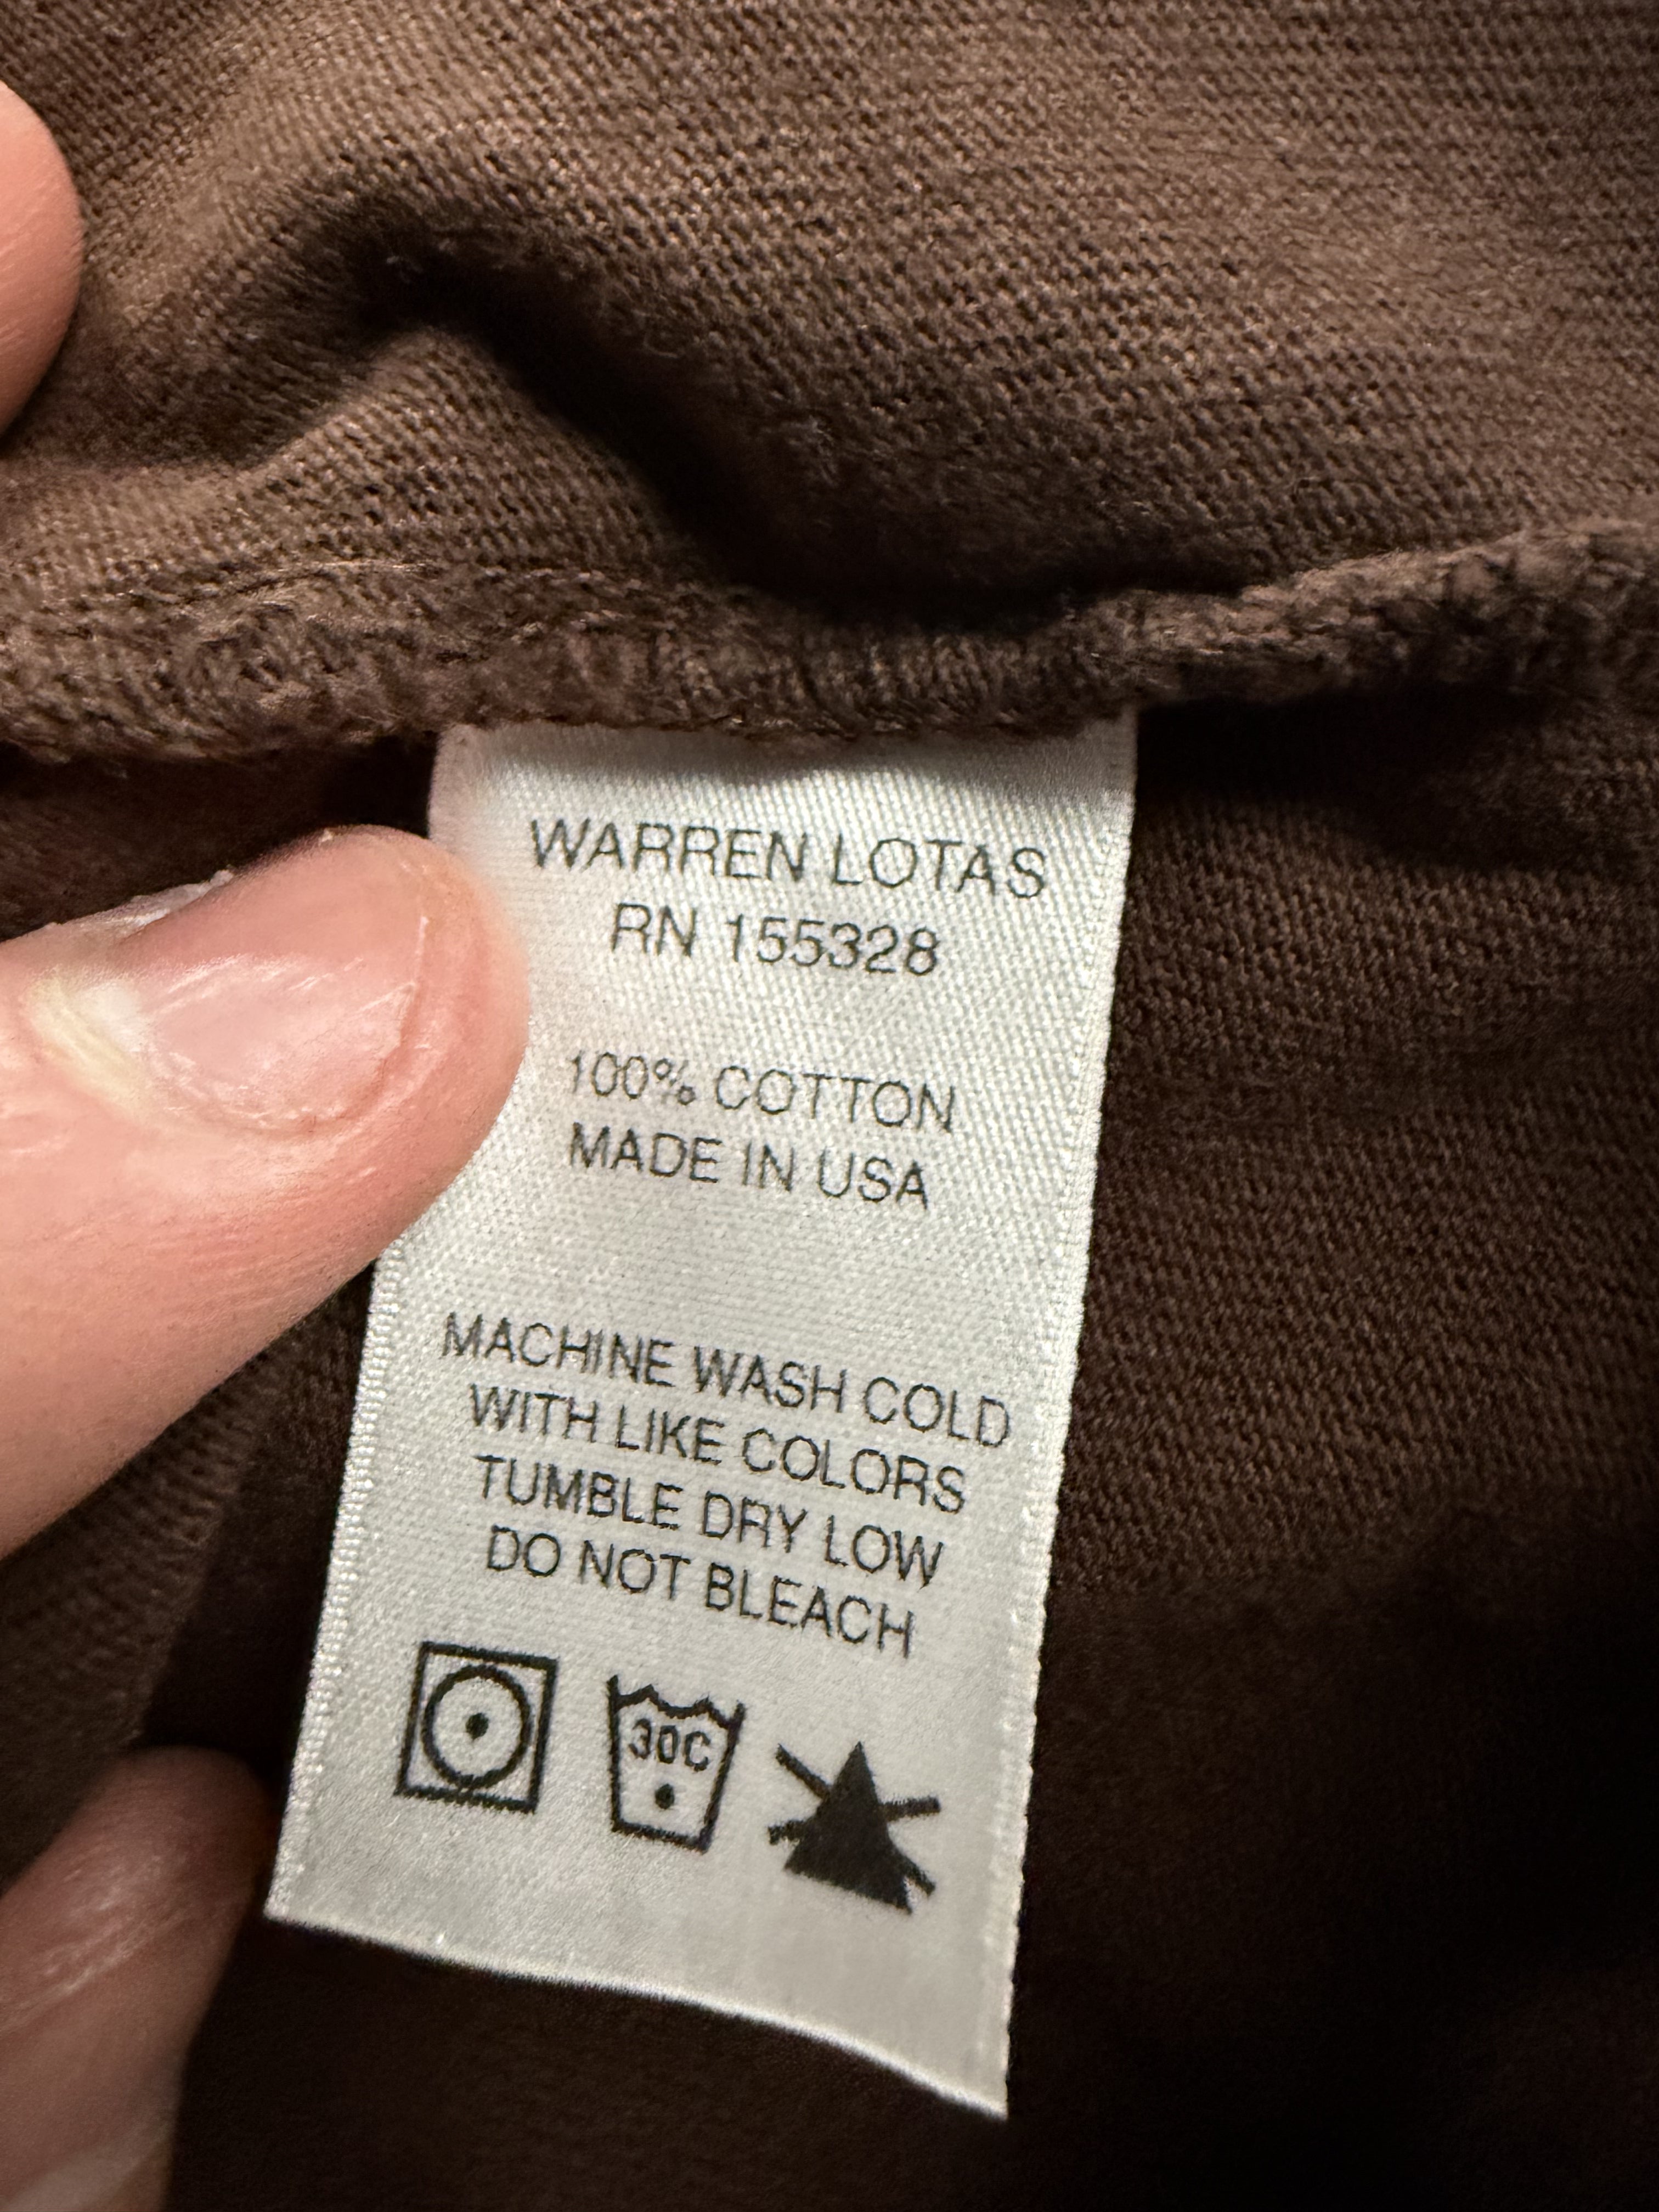 WARREN LOTAS
RN 155328
100% COTTON
MADE IN USA
MACHINE WASH COLD
WITH LIKE COLORS
TUMBLE DRY LOW
DO NOT BLEACH
30C